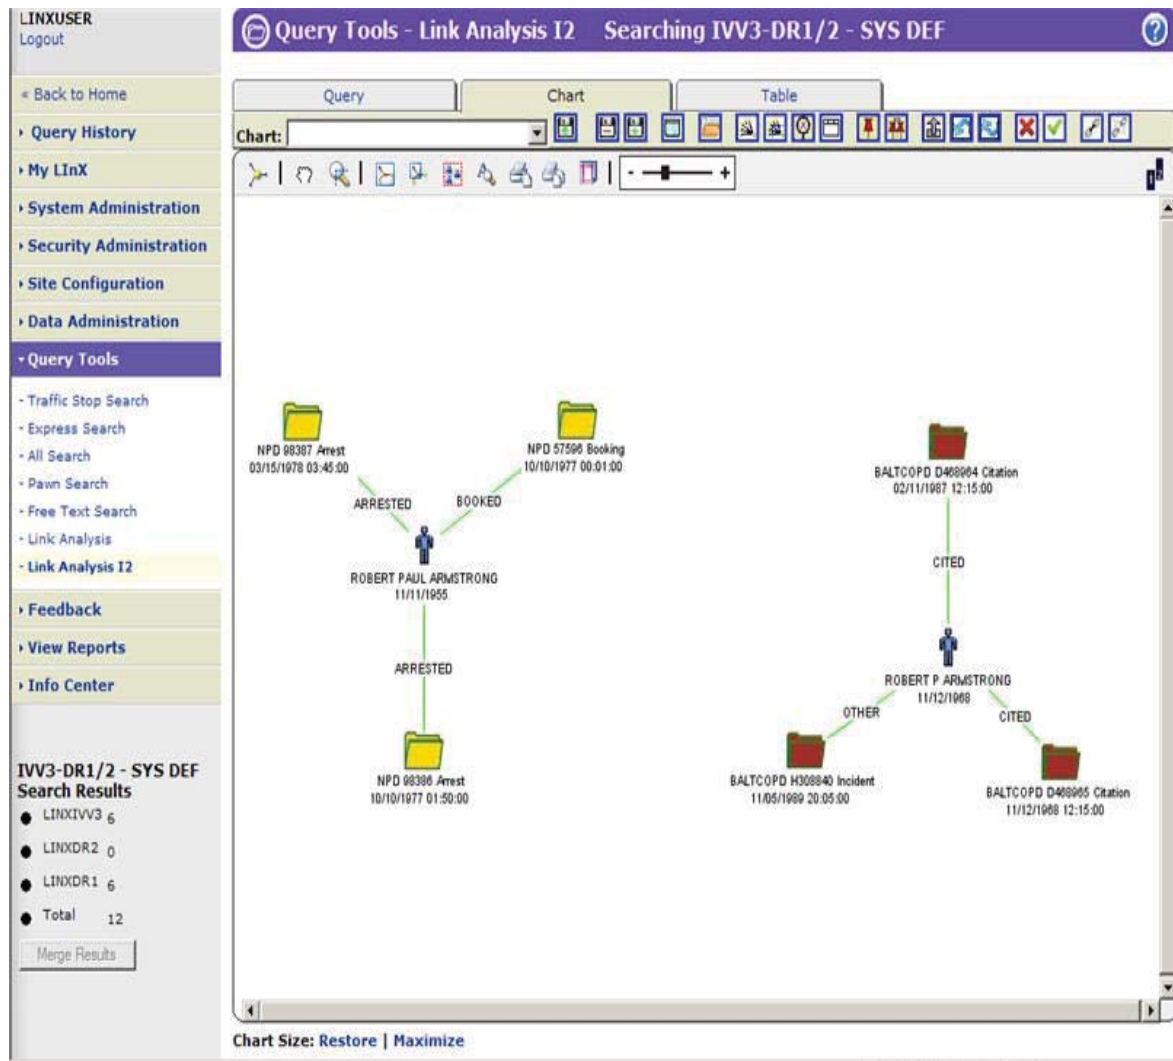 LINXUSER
Logout
« Back to Home
Query History
My LInX
System Administration
Security Administration
Site Configuration
Data Administration
Query Tools
- Traffic Stop Search
- Express Search
- All Search
- Pawn Search
- Free Text Search
- Link Analysis
- Link Analysis I2
Feedback
View Reports
Info Center
IVV3-DR1/2 - SYS DEF
Search Results
LINXIVV3 6
LINXDR2 0
LINXDR1 6
Total 12
Merge Results
Query Tools - Link Analysis I2 Searching IVV3-DR1/2 - SYS DEF
Query Chart Table
Chart:
- +
NPD 98387 Arrest
03/15/1978 03:45:00
NPD 57596 Booking
10/10/1977 00:01:00
ARRESTED
BOOKED
ROBERT PAUL ARMSTRONG
11/11/1955
ARRESTED
NPD 98386 Arrest
10/10/1977 01:50:00
BALTCOPD D468964 Citation
02/11/1987 12:15:00
CITED
ROBERT P ARMSTRONG
11/12/1968
OTHER
CITED
BALTCOPD H308840 Incident
11/05/1989 20:05:00
BALTCOPD D468965 Citation
11/12/1968 12:15:00
Chart Size: Restore | Maximize